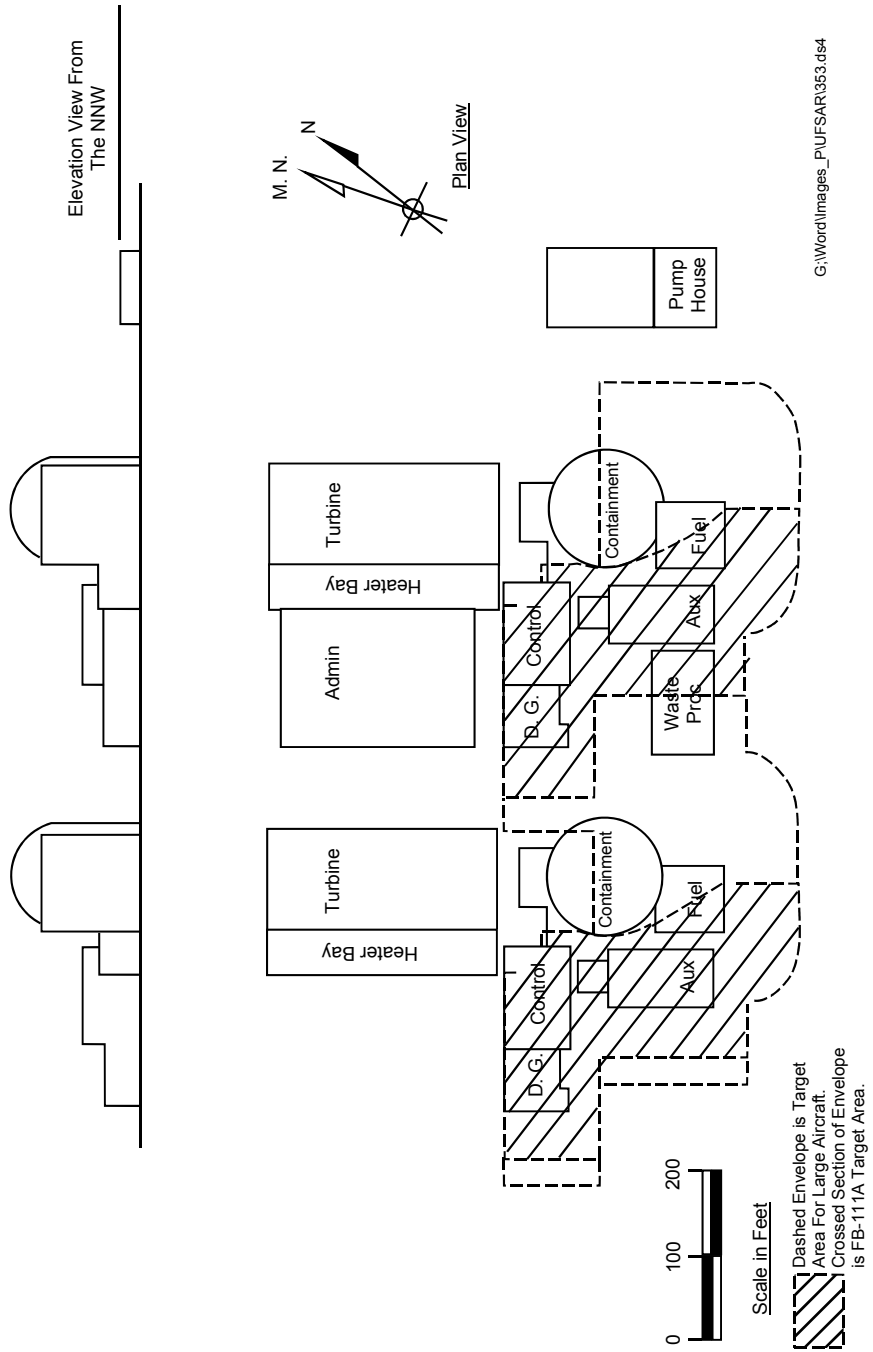 Elevation View From
The NNW
M. N.
N
Plan View
Turbine
Heater Bay
Turbine
Heater Bay
Admin
Control
D. G.
Containment
Fuel
Aux
Control
D. G.
Containment
Fuel
Aux
Waste
Proc
Pump
House
0
100
200
Scale in Feet
Dashed Envelope is Target
Area For Large Aircraft.
Crossed Section of Envelope
is FB-111A Target Area.
G;\Word\Images_P\UFSAR\353.ds4